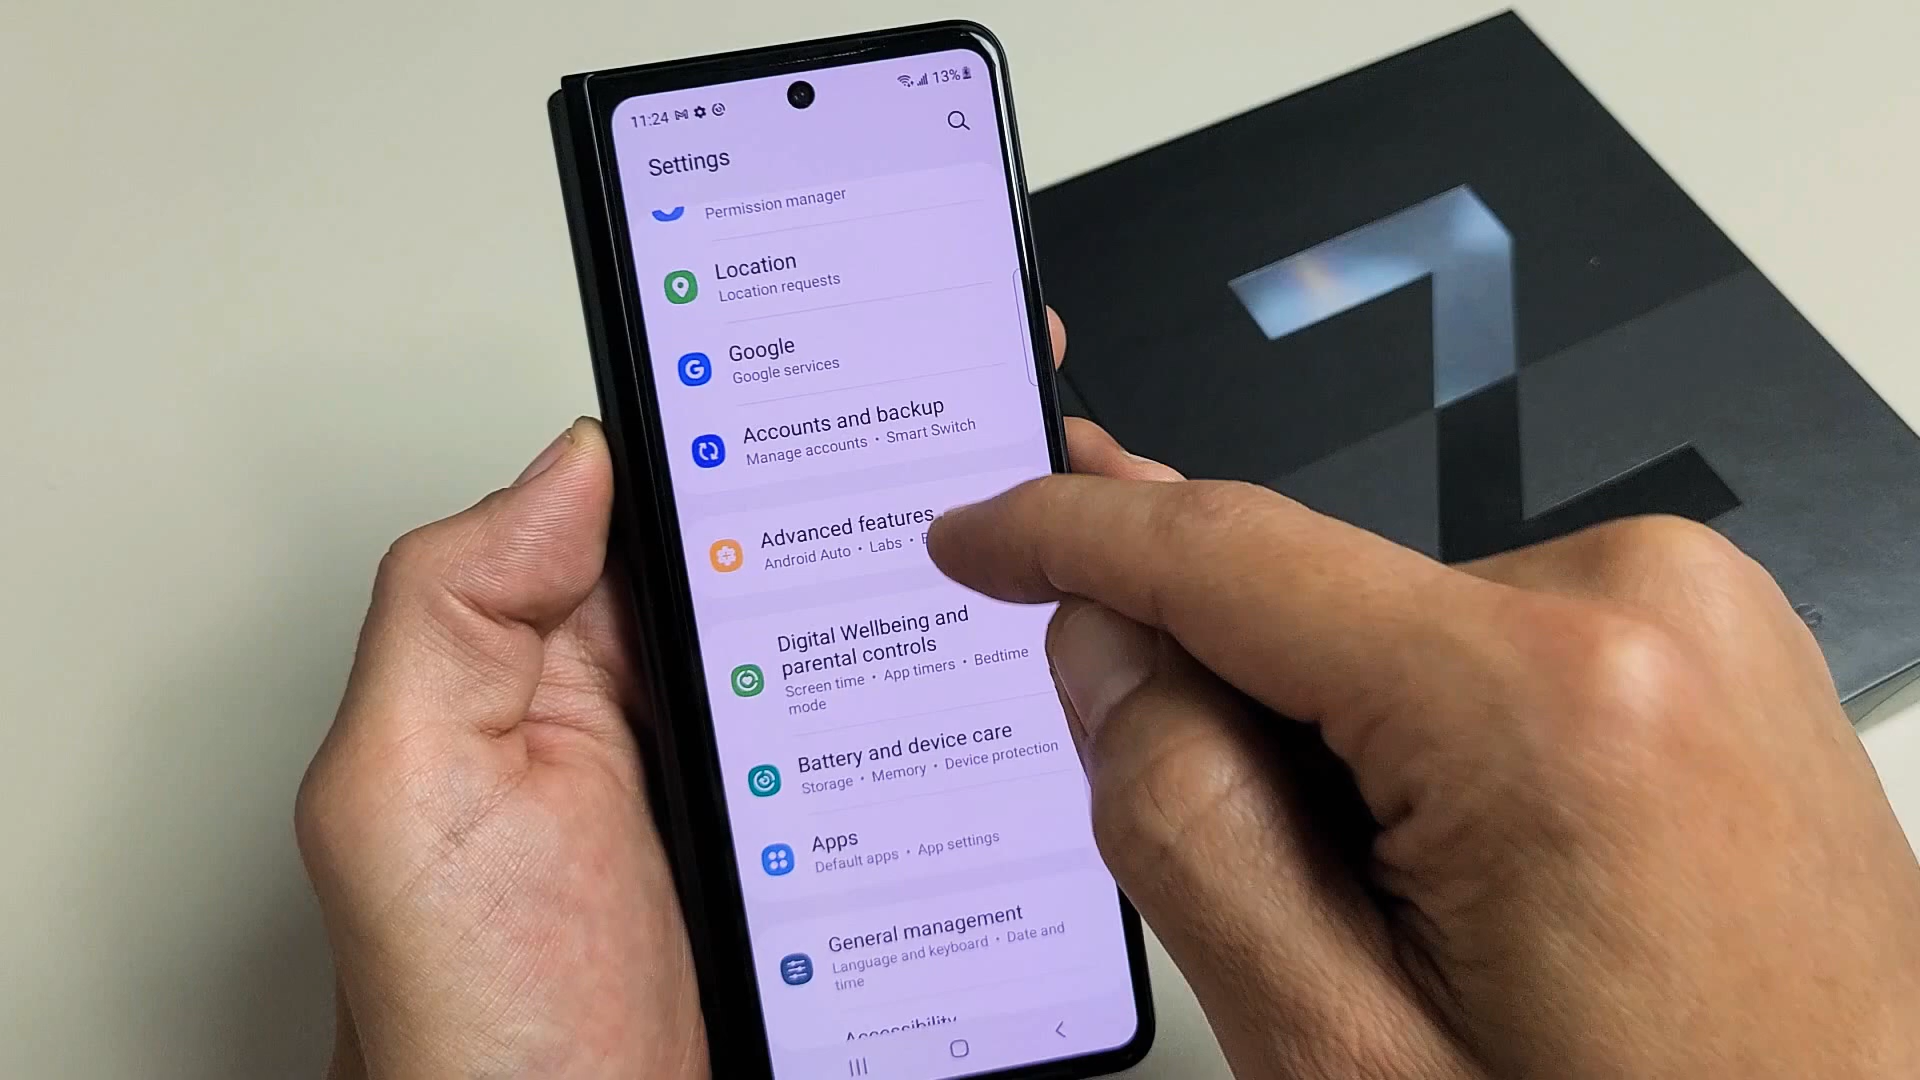 11:24
13%
Settings
Permission manager
Location
Location requests
Google
Google services
Accounts and backup
Manage accounts • Smart Switch
Advanced features
Android Auto • Labs •
Digital Wellbeing and
parental controls
Screen time • App timers • Bedtime
mode
Battery and device care
Storage • Memory • Device protection
Apps
Default apps • App settings
General management
Language and keyboard • Date and
time
Accessibility
Z